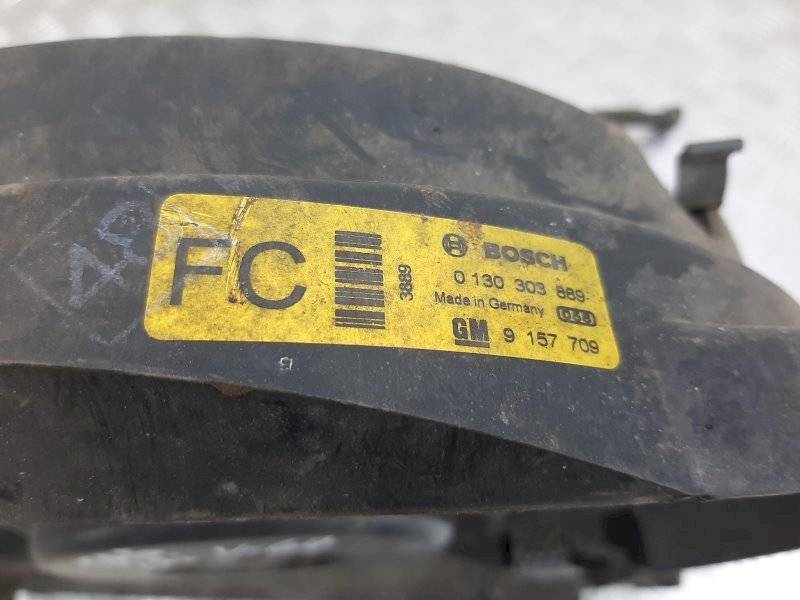 FC
3889
BOSCH
0 130 303 889
Made in Germany
GM 9 157 709